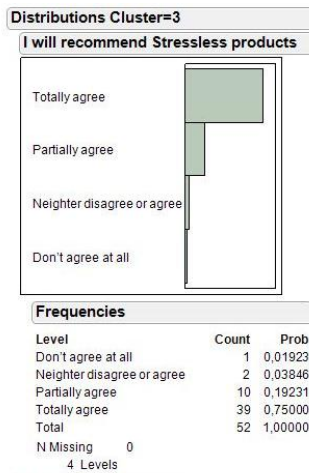 Distributions Cluster=3
I will recommend Stressless products
Totally agree
Partially agree
Neighter disagree or agree
Don't agree at all
Frequencies
Level Count Prob
Don't agree at all 1 0,01923
Neighter disagree or agree 2 0,03846
Partially agree 10 0,19231
Totally agree 39 0,75000
Total 52 1,00000
N Missing 0
4 Levels